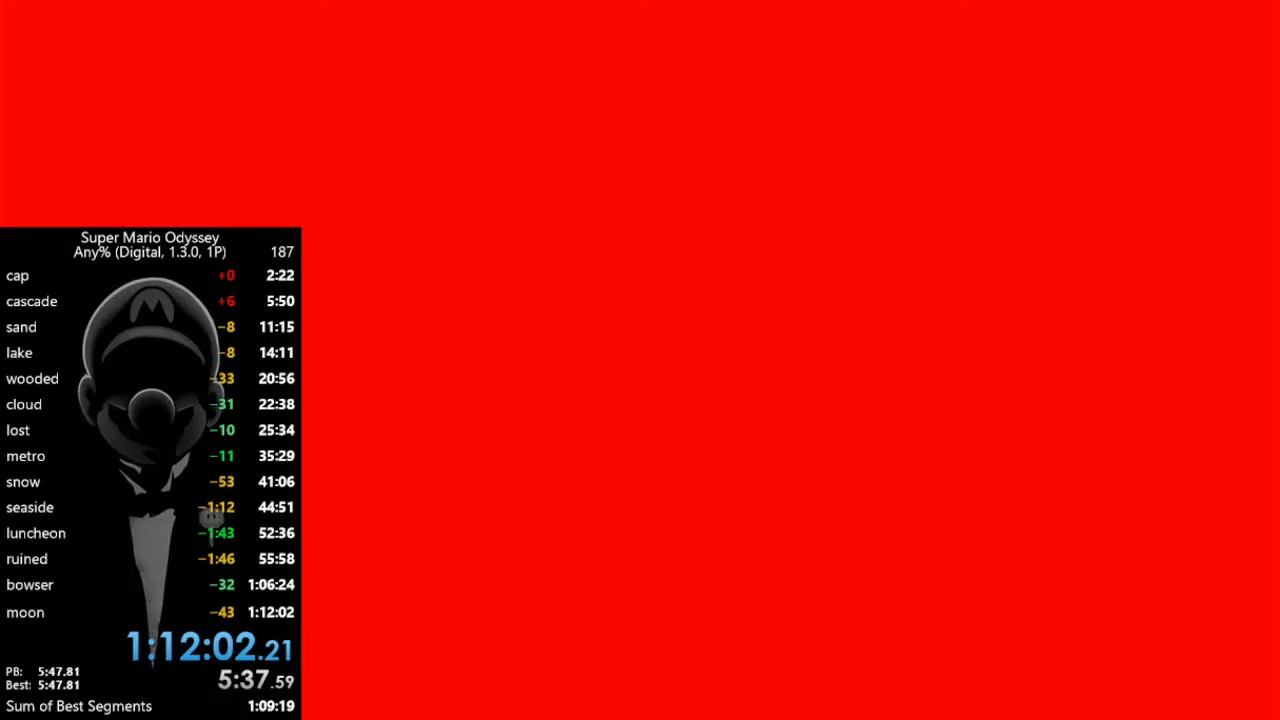 Super Mario Odyssey
Any% (Digital, 1.3.0, 1P) 187
cap +0 2:22
cascade +6 5:50
sand −8 11:15
lake −8 14:11
wooded −33 20:56
cloud −31 22:38
lost −10 25:34
metro −11 35:29
snow −53 41:06
seaside −1:12 44:51
luncheon −1:43 52:36
ruined −1:46 55:58
bowser −32 1:06:24
moon −43 1:12:02
1:12:02.21
PB: 5:47.81
Best: 5:47.81
5:37.59
Sum of Best Segments 1:09:19